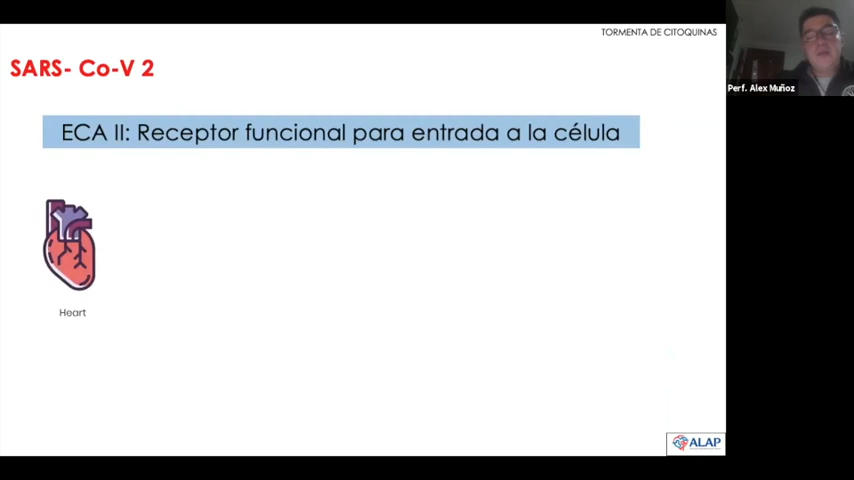 TORMENTA DE CITOQUINAS
SARS- Co-V 2
Perf. Alex Muñoz
ECA II: Receptor funcional para entrada a la célula
Heart
ALAP